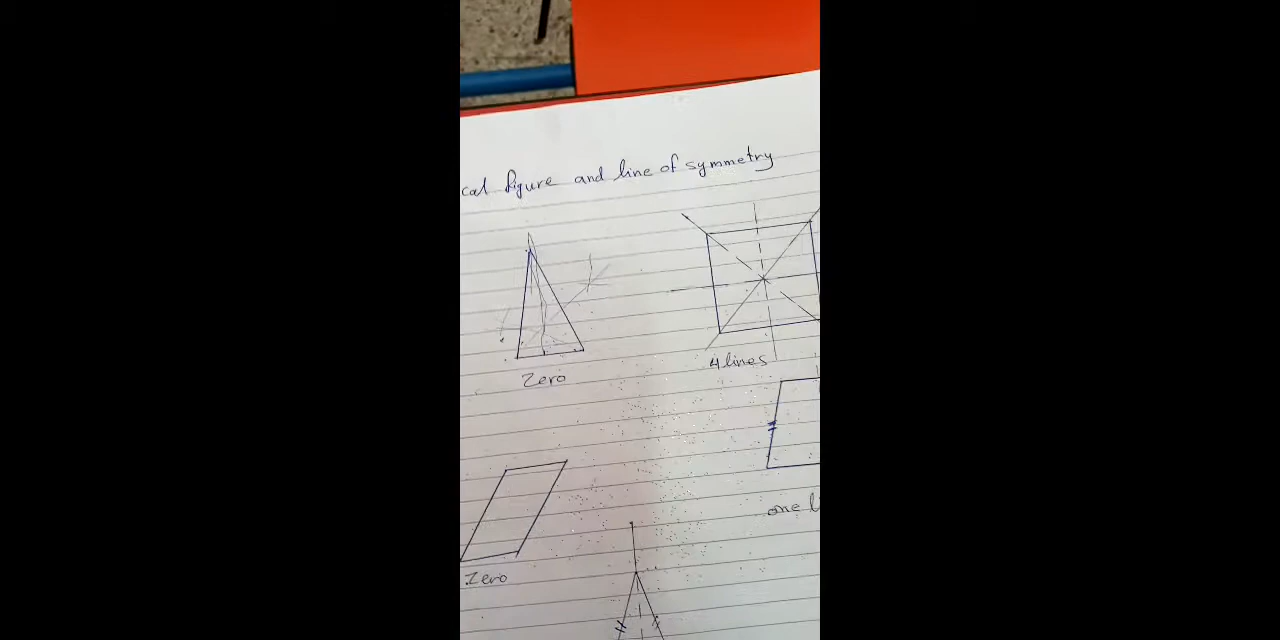 cal figure and line of symmetry
Zero
4 lines
one l
Zero